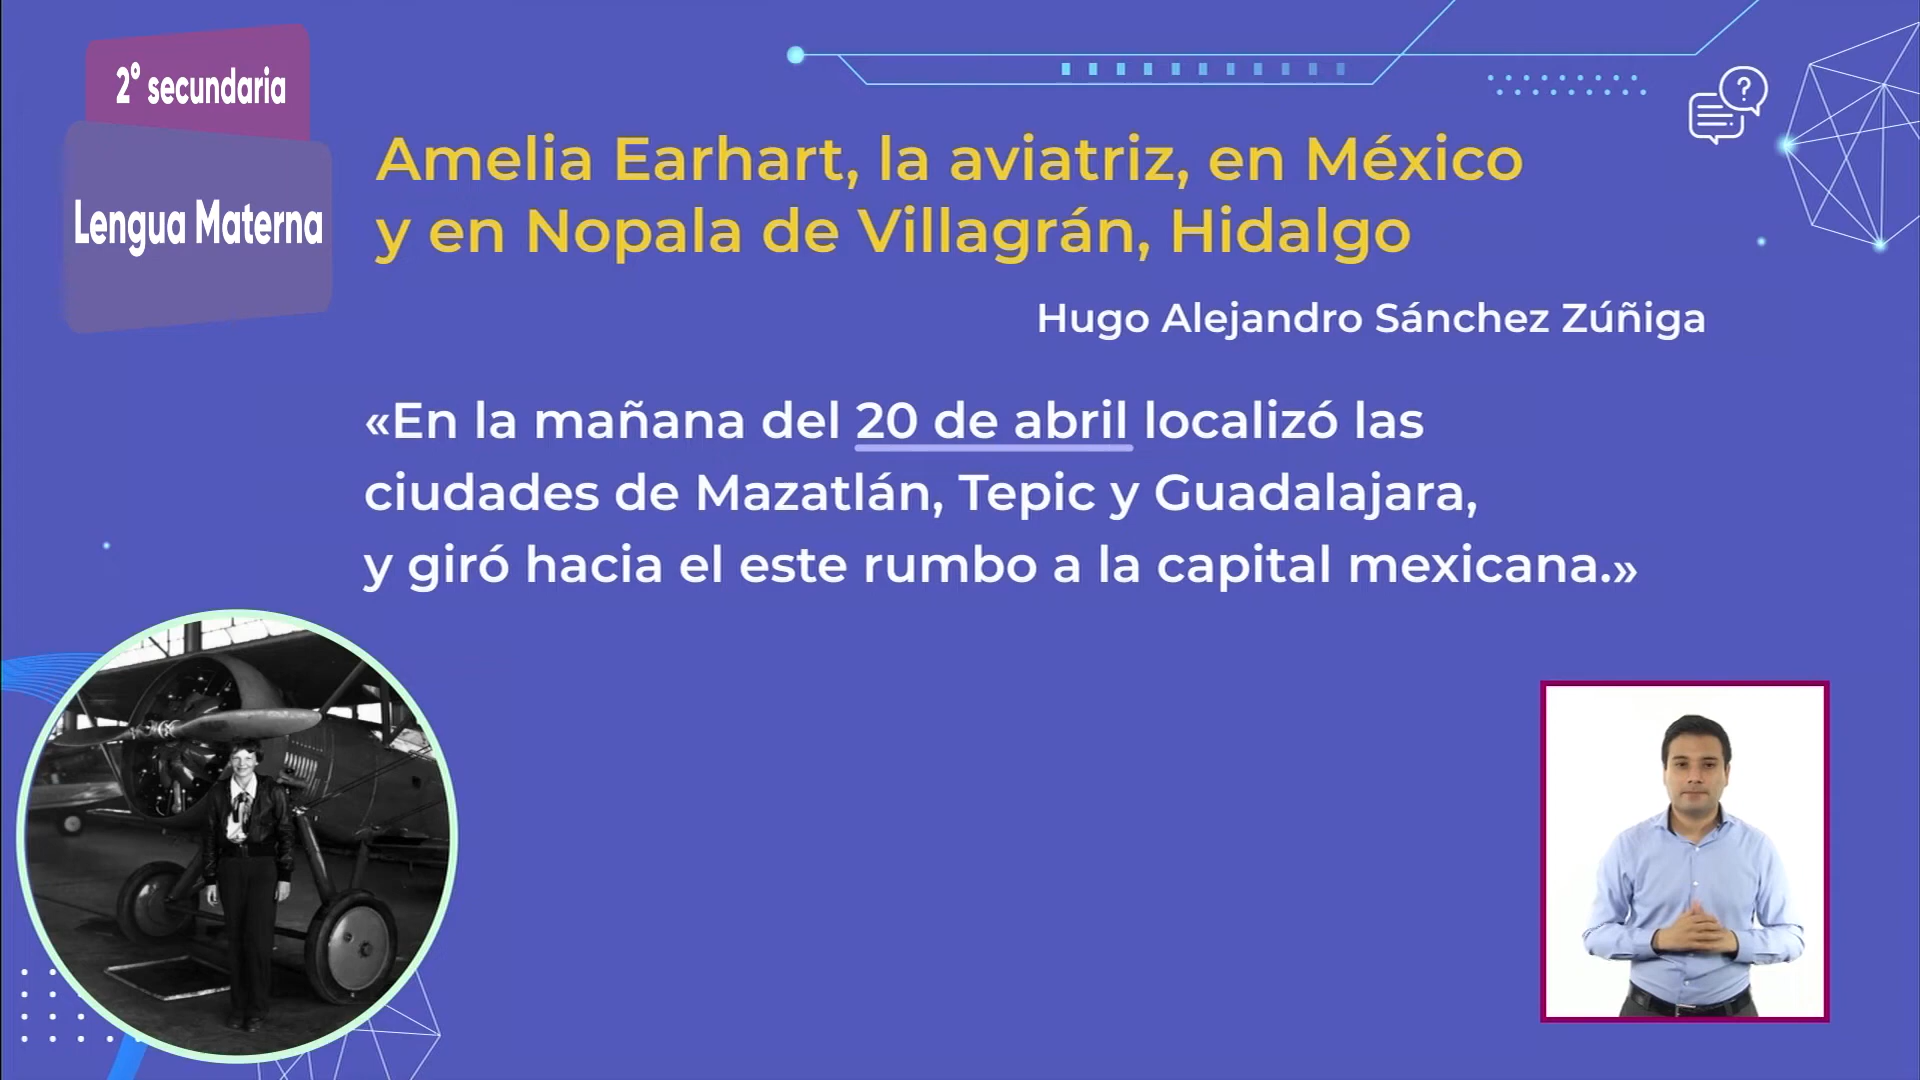 2° secundaria
Lengua Materna
Amelia Earhart, la aviatriz, en México
y en Nopala de Villagrán, Hidalgo
Hugo Alejandro Sánchez Zúñiga
«En la mañana del 20 de abril localizó las
ciudades de Mazatlán, Tepic y Guadalajara,
y giró hacia el este rumbo a la capital mexicana.»